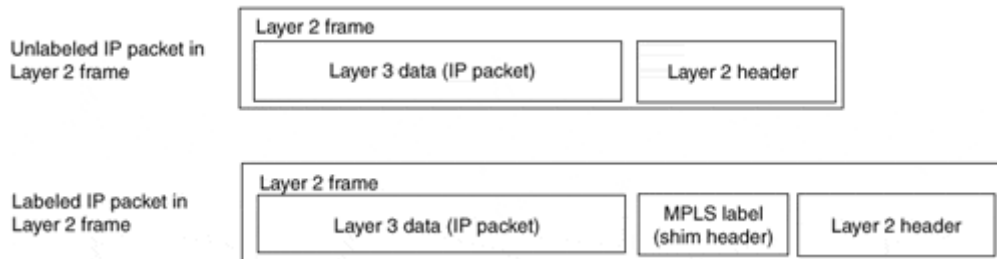 Unlabeled IP packet in
Layer 2 frame
Layer 2 frame
Layer 3 data (IP packet)
Layer 2 header
Labeled IP packet in
Layer 2 frame
Layer 2 frame
Layer 3 data (IP packet)
MPLS label
(shim header)
Layer 2 header